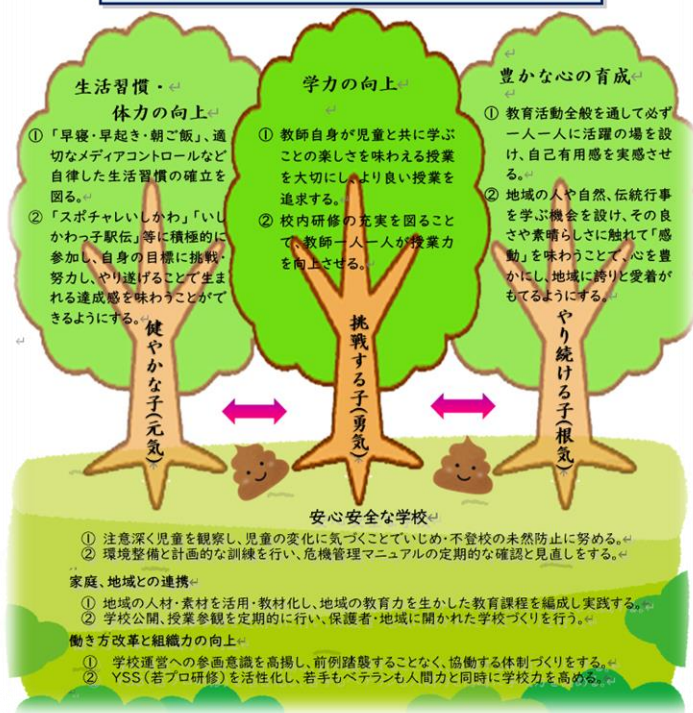 生活習慣・
体力の向上
① 「早寝・早起き・朝ご飯」、適
切なメディアコントロールなど
自律した生活習慣の確立を
図る。
② 「スポチャレいしかわ」「いし
かわっ子駅伝」等に積極的に
参加し、自身の目標に挑戦・
努力し、やり遂げることで生ま
れる達成感を味わうことがで
きるようにする。
健やかな子(元気)
学力の向上
① 教師自身が児童と共に学ぶ
ことの楽しさを味わえる授業
を大切にし、より良い授業を
追求する。
② 校内研修の充実を図ること
で、教師一人一人が授業力
を向上させる。
挑戦する子(勇気)
豊かな心の育成
① 教育活動全般を通して必ず
一人一人に活躍の場を設
け、自己有用感を実感させ
る。
② 地域の人や自然、伝統行事
を学ぶ機会を設け、その良
さや素晴らしさに触れて「感
動」を味わうことで、心を豊
かにし、地域に誇りと愛着が
もてるようにする。
やり続ける子(根気)
安心安全な学校
① 注意深く児童を観察し、児童の変化に気づくことでいじめ・不登校の未然防止に努める。
② 環境整備と計画的な訓練を行い、危機管理マニュアルの定期的な確認と見直しをする。
家庭、地域との連携
① 地域の人材・素材を活用・教材化し、地域の教育力を生かした教育課程を編成し実践する。
② 学校公開、授業参観を定期的に行い、保護者・地域に開かれた学校づくりを行う。
働き方改革と組織力の向上
① 学校運営への参画意識を高揚し、前例踏襲することなく、協働する体制づくりをする。
② YSS(若プロ研修)を活性化し、若手もベテランも人間力と同時に学校力を高める。